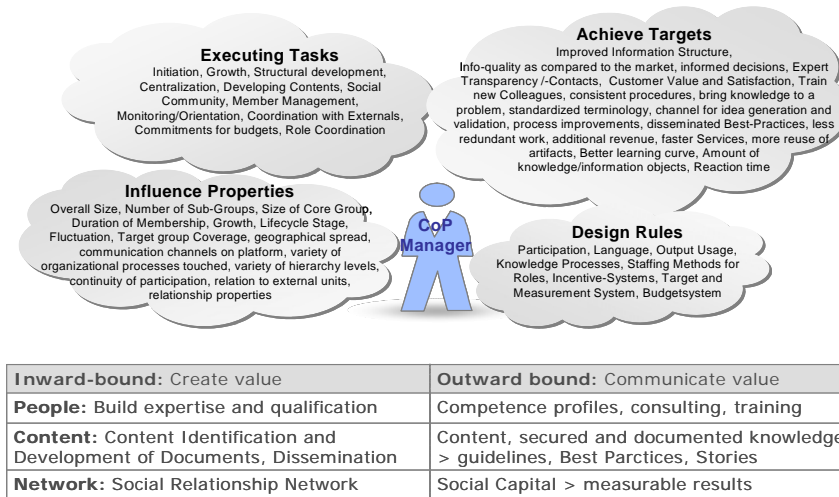 Executing Tasks
Initiation, Growth, Structural development,
Centralization, Developing Contents, Social
Community, Member Management,
Monitoring/Orientation, Coordination with Externals,
Commitments for budgets, Role Coordination
Achieve Targets
Improved Information Structure,
Info-quality as compared to the market, informed decisions, Expert
Transparency /-Contacts, Customer Value and Satisfaction, Train
new Colleagues, consistent procedures, bring knowledge to a
problem, standardized terminology, channel for idea generation and
validation, process improvements, disseminated Best-Practices, less
redundant work, additional revenue, faster Services, more reuse of
artifacts, Better learning curve, Amount of
knowledge/information objects, Reaction time
Influence Properties
Overall Size, Number of Sub-Groups, Size of Core Group,
Duration of Membership, Growth, Lifecycle Stage,
Fluctuation, Target group Coverage, geographical spread,
communication channels on platform, variety of
organizational processes touched, variety of hierarchy levels,
continuity of participation, relation to external units,
relationship properties
CoP
Manager
Design Rules
Participation, Language, Output Usage,
Knowledge Processes, Staffing Methods for
Roles, Incentive-Systems, Target and
Measurement System, Budgetsystem
Inward-bound: Create value
Outward bound: Communicate value
People: Build expertise and qualification
Competence profiles, consulting, training
Content: Content Identification and
Development of Documents, Dissemination
Content, secured and documented knowledge
> guidelines, Best Parctices, Stories
Network: Social Relationship Network
Social Capital > measurable results